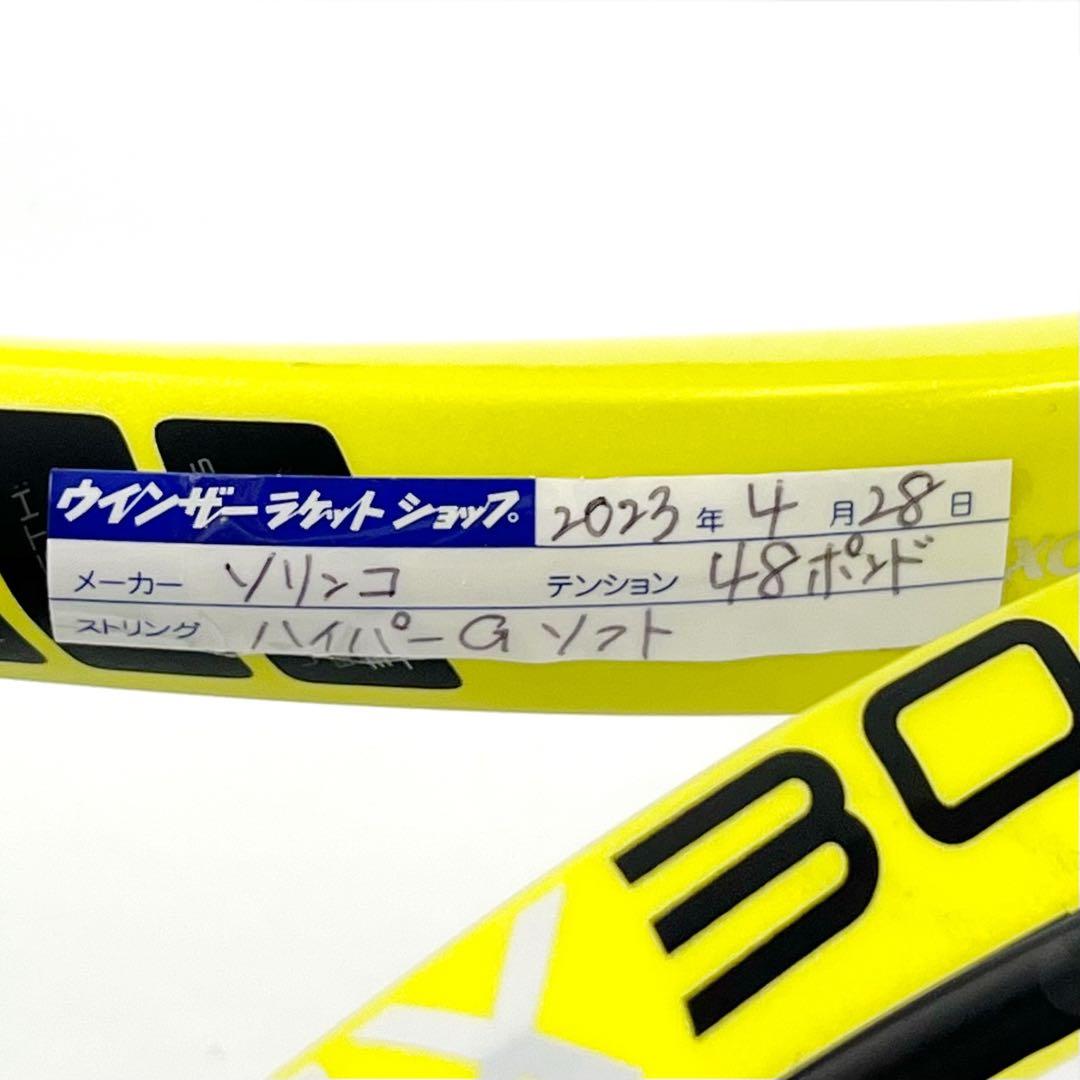 ウインザーラケットショップ。 2023年4月28日
メーカー ソリンコ テンション 48ポンド
ストリング ハイパーG ソフト
XC
30
X